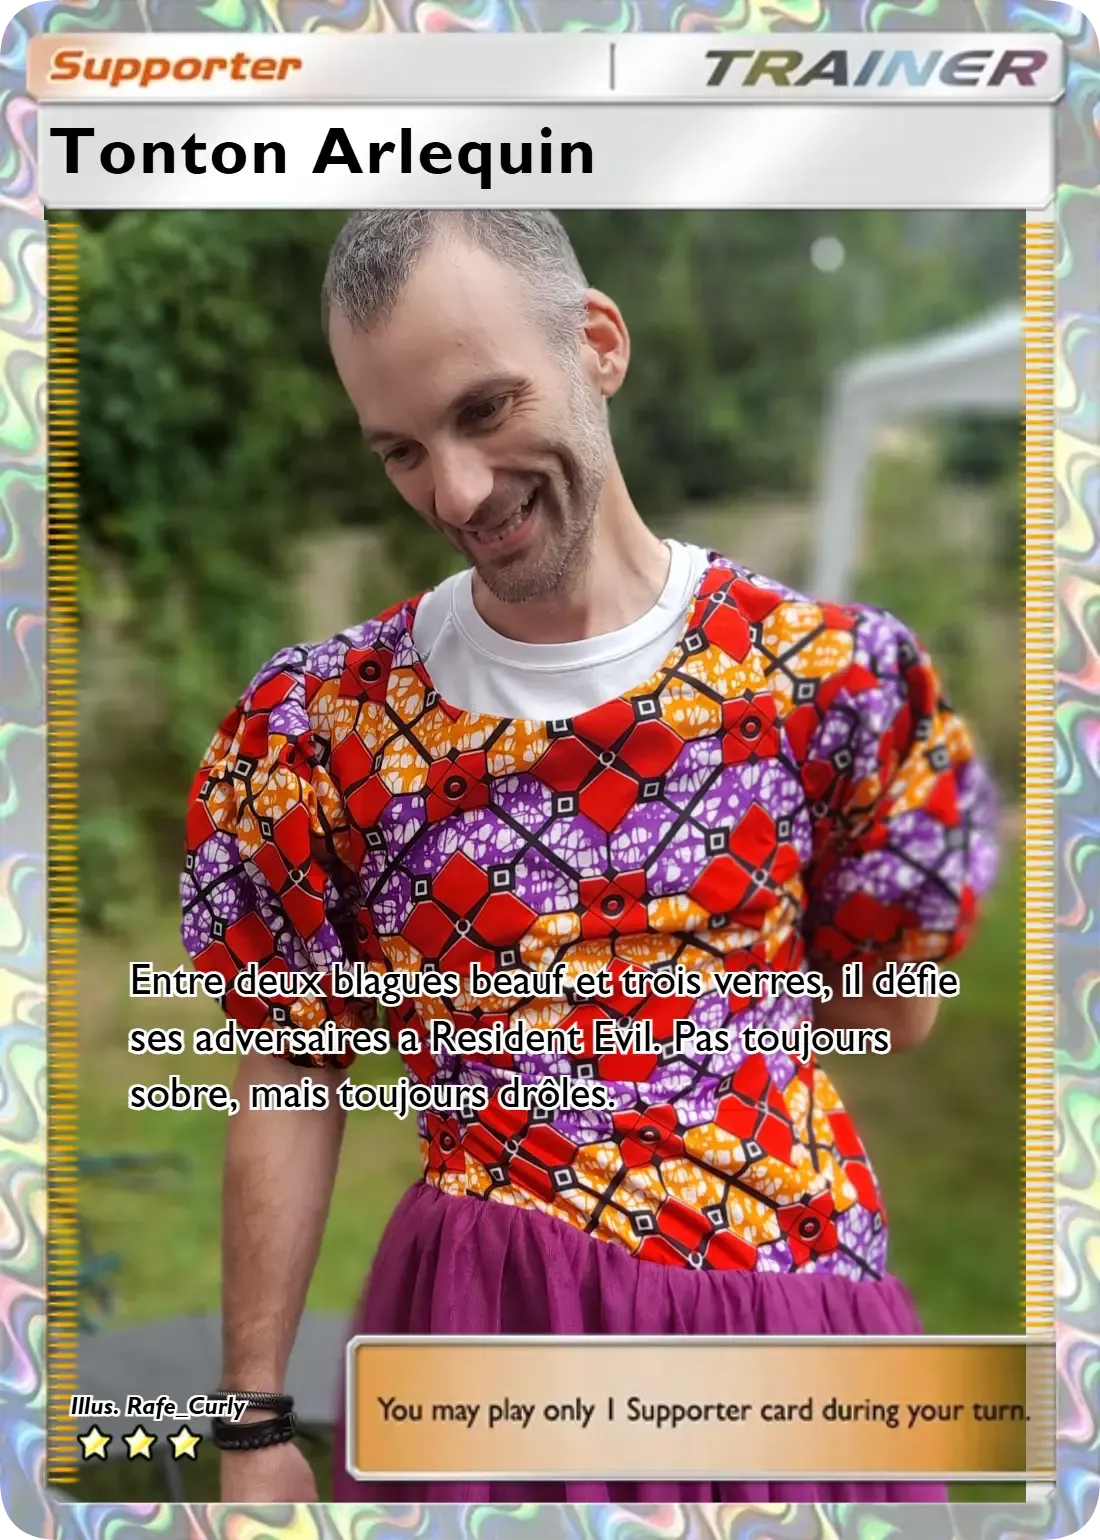 Supporter
TRAINER
Tonton Arlequin
Entre deux blagues beauf et trois verres, il défie
ses adversaires a Resident Evil. Pas toujours
sobre, mais toujours drôles.
Illus. Rafe_Curly
You may play only 1 Supporter card during your turn.